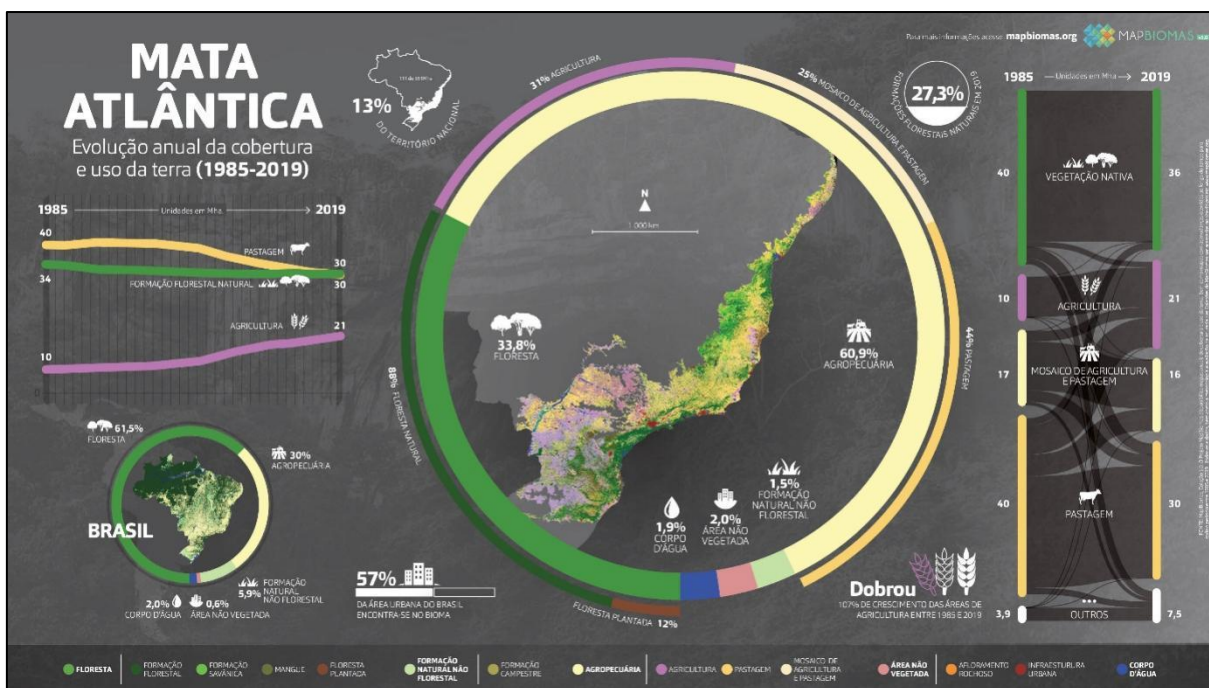 MATA
ATLÂNTICA
Evolução anual da cobertura
e uso da terra (1985-2019)
13%
DO TERRITÓRIO NACIONAL
Para mais informações acesse mapbiomas.org
MAPBIOMAS
27,3%
FORMAÇÕES FLORESTAIS NATURAIS EM 2019
31% AGRICULTURA
25% MOSAICO DE AGRICULTURA E PASTAGEM
44% PASTAGEM
88% FLORESTA NATURAL
FLORESTA PLANTADA 12%
1985
Unidades em Mha.
2019
40
PASTAGEM
30
34
FORMAÇÃO FLORESTAL NATURAL
30
AGRICULTURA
21
10
0
N
1 000 km
33,8%
FLORESTA
60,9%
AGROPECUÁRIA
1,5%
FORMAÇÃO
NATURAL NÃO
FLORESTAL
2,0%
ÁREA NÃO
VEGETADA
1,9%
CORPO
D'ÁGUA
61,5%
FLORESTA
30%
AGROPECUÁRIA
BRASIL
5,9%
FORMAÇÃO
NATURAL
NÃO FLORESTAL
2,0%
CORPO D'ÁGUA
0,6%
ÁREA NÃO VEGETADA
57%
DA ÁREA URBANA DO BRASIL
ENCONTRA-SE NO BIOMA
Dobrou
107% DE CRESCIMENTO DAS ÁREAS DE
AGRICULTURA ENTRE 1985 E 2019
1985
Unidades em Mha
2019
40
VEGETAÇÃO NATIVA
36
10
AGRICULTURA
21
17
MOSAICO DE AGRICULTURA
E PASTAGEM
16
40
PASTAGEM
30
3,9
OUTROS
7,5
FLORESTA
FORMAÇÃO
FLORESTAL
FORMAÇÃO
SAVÂNICA
MANGUE
FLORESTA
PLANTADA
FORMAÇÃO
NATURAL NÃO
FLORESTAL
FORMAÇÃO
CAMPESTRE
AGROPECUÁRIA
AGRICULTURA
PASTAGEM
MOSAICO DE
AGRICULTURA
E PASTAGEM
ÁREA NÃO
VEGETADA
AFLORAMENTO
ROCHOSO
INFRAESTURURA
URBANA
CORPO
D'ÁGUA